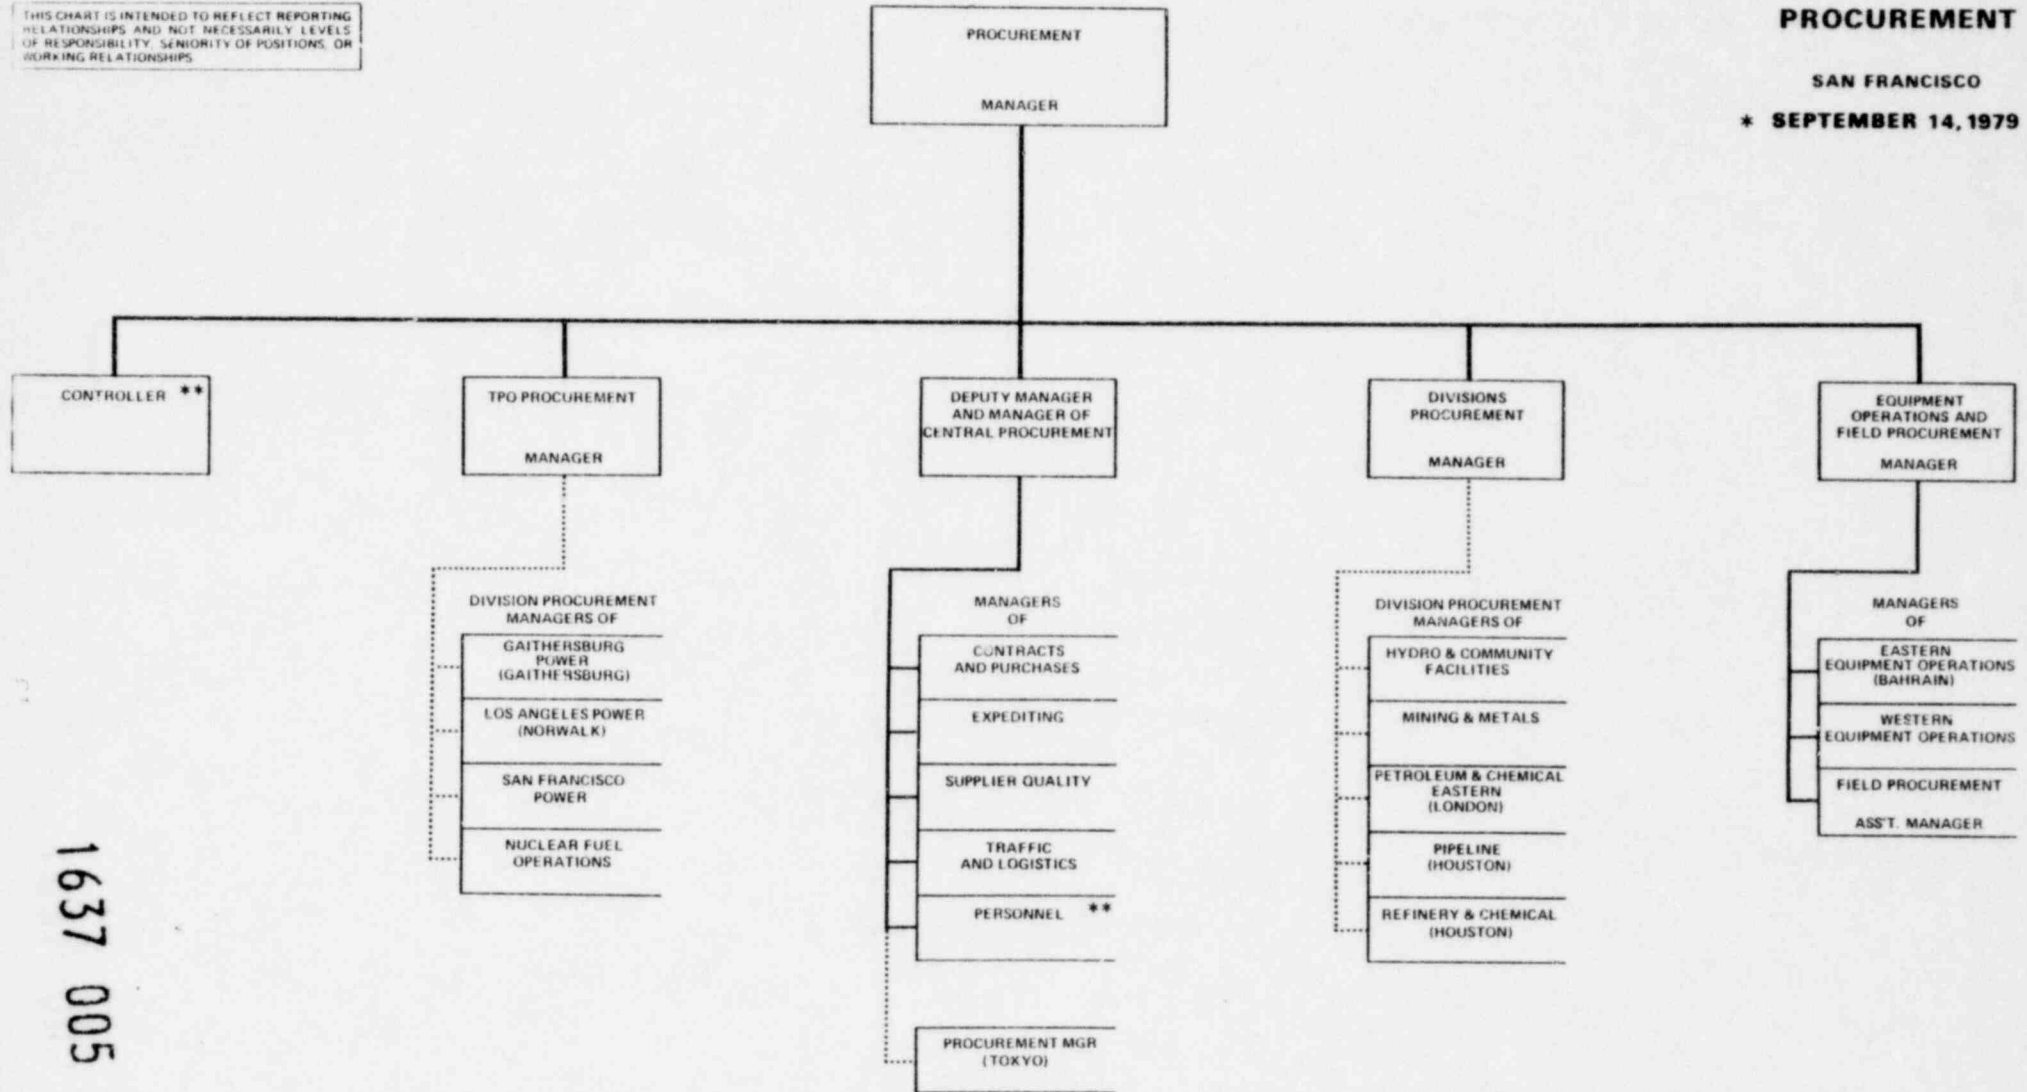 THIS CHART IS INTENDED TO REFLECT REPORTING
RELATIONSHIPS AND NOT NECESSARILY LEVELS
OF RESPONSIBILITY, SENIORITY OF POSITIONS, OR
WORKING RELATIONSHIPS
PROCUREMENT
MANAGER
PROCUREMENT
SAN FRANCISCO
* SEPTEMBER 14, 1979
CONTROLLER **
TPO PROCUREMENT
MANAGER
DEPUTY MANAGER
AND MANAGER OF
CENTRAL PROCUREMENT
DIVISIONS
PROCUREMENT
MANAGER
EQUIPMENT
OPERATIONS AND
FIELD PROCUREMENT
MANAGER
DIVISION PROCUREMENT
MANAGERS OF
GAITHERSBURG
POWER
(GAITHERSBURG)
LOS ANGELES POWER
(NORWALK)
SAN FRANCISCO
POWER
NUCLEAR FUEL
OPERATIONS
MANAGERS
OF
CONTRACTS
AND PURCHASES
EXPEDITING
SUPPLIER QUALITY
TRAFFIC
AND LOGISTICS
PERSONNEL **
PROCUREMENT MGR
(TOKYO)
DIVISION PROCUREMENT
MANAGERS OF
HYDRO & COMMUNITY
FACILITIES
MINING & METALS
PETROLEUM & CHEMICAL
EASTERN
(LONDON)
PIPELINE
(HOUSTON)
REFINERY & CHEMICAL
(HOUSTON)
MANAGERS
OF
EASTERN
EQUIPMENT OPERATIONS
(BAHRAIN)
WESTERN
EQUIPMENT OPERATIONS
FIELD PROCUREMENT
ASS'T. MANAGER
1637 005